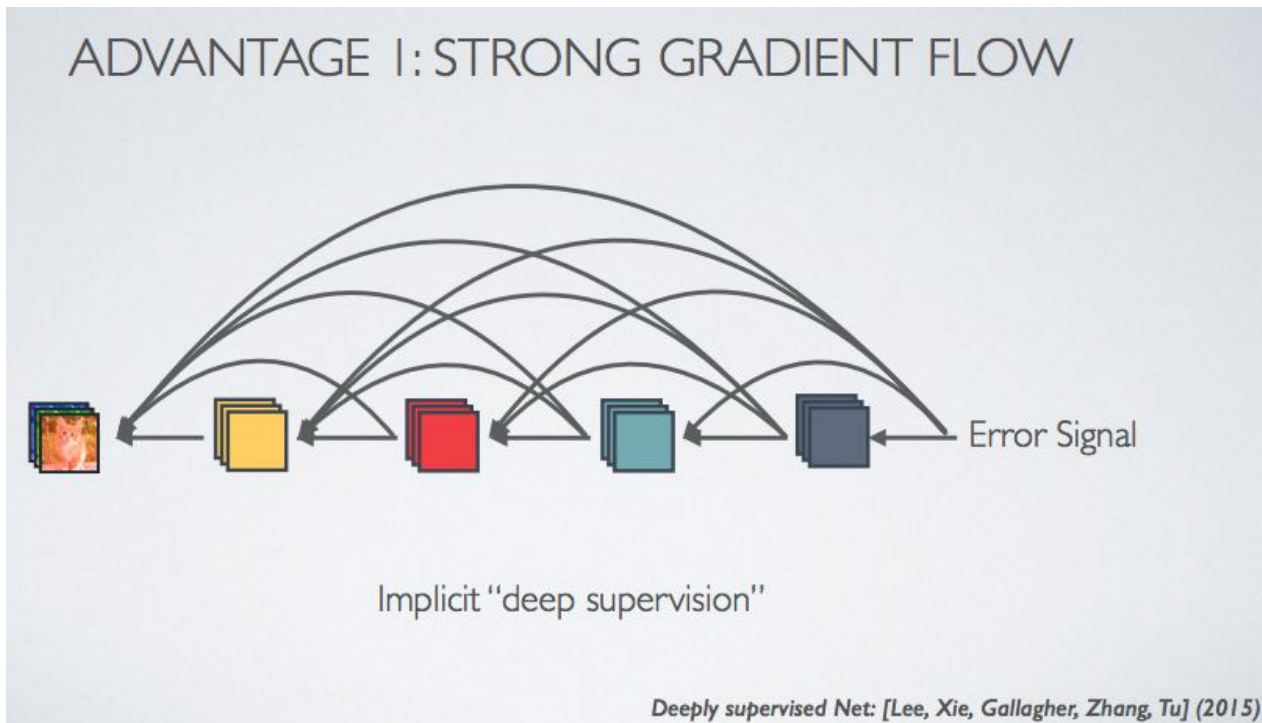 ADVANTAGE 1: STRONG GRADIENT FLOW
Error Signal
Implicit “deep supervision”
Deeply supervised Net: [Lee, Xie, Gallagher, Zhang, Tu] (2015)